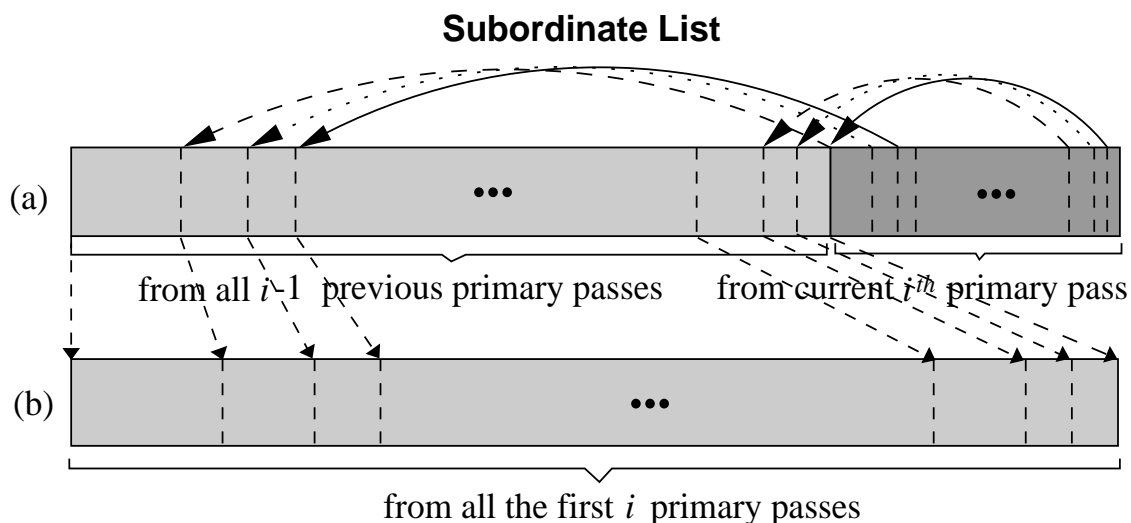 Subordinate List
(a)
•••
•••
from all i-1 previous primary passes
from current ith primary pass
(b)
•••
from all the first i primary passes